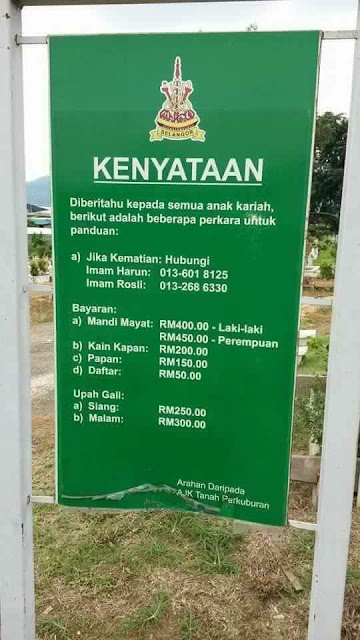 SELANGOR
KENYATAAN
Diberitahu kepada semua anak kariah,
berikut adalah beberapa perkara untuk
panduan:
a) Jika Kematian: Hubungi
Imam Harun: 013-601 8125
Imam Rosli: 013-268 6330
Bayaran:
a) Mandi Mayat: RM400.00 - Laki-laki
RM450.00 - Perempuan
b) Kain Kapan: RM200.00
c) Papan: RM150.00
d) Daftar: RM50.00
Upah Gali:
a) Siang: RM250.00
b) Malam: RM300.00
Arahan Daripada
AJK Tanah Perkuburan